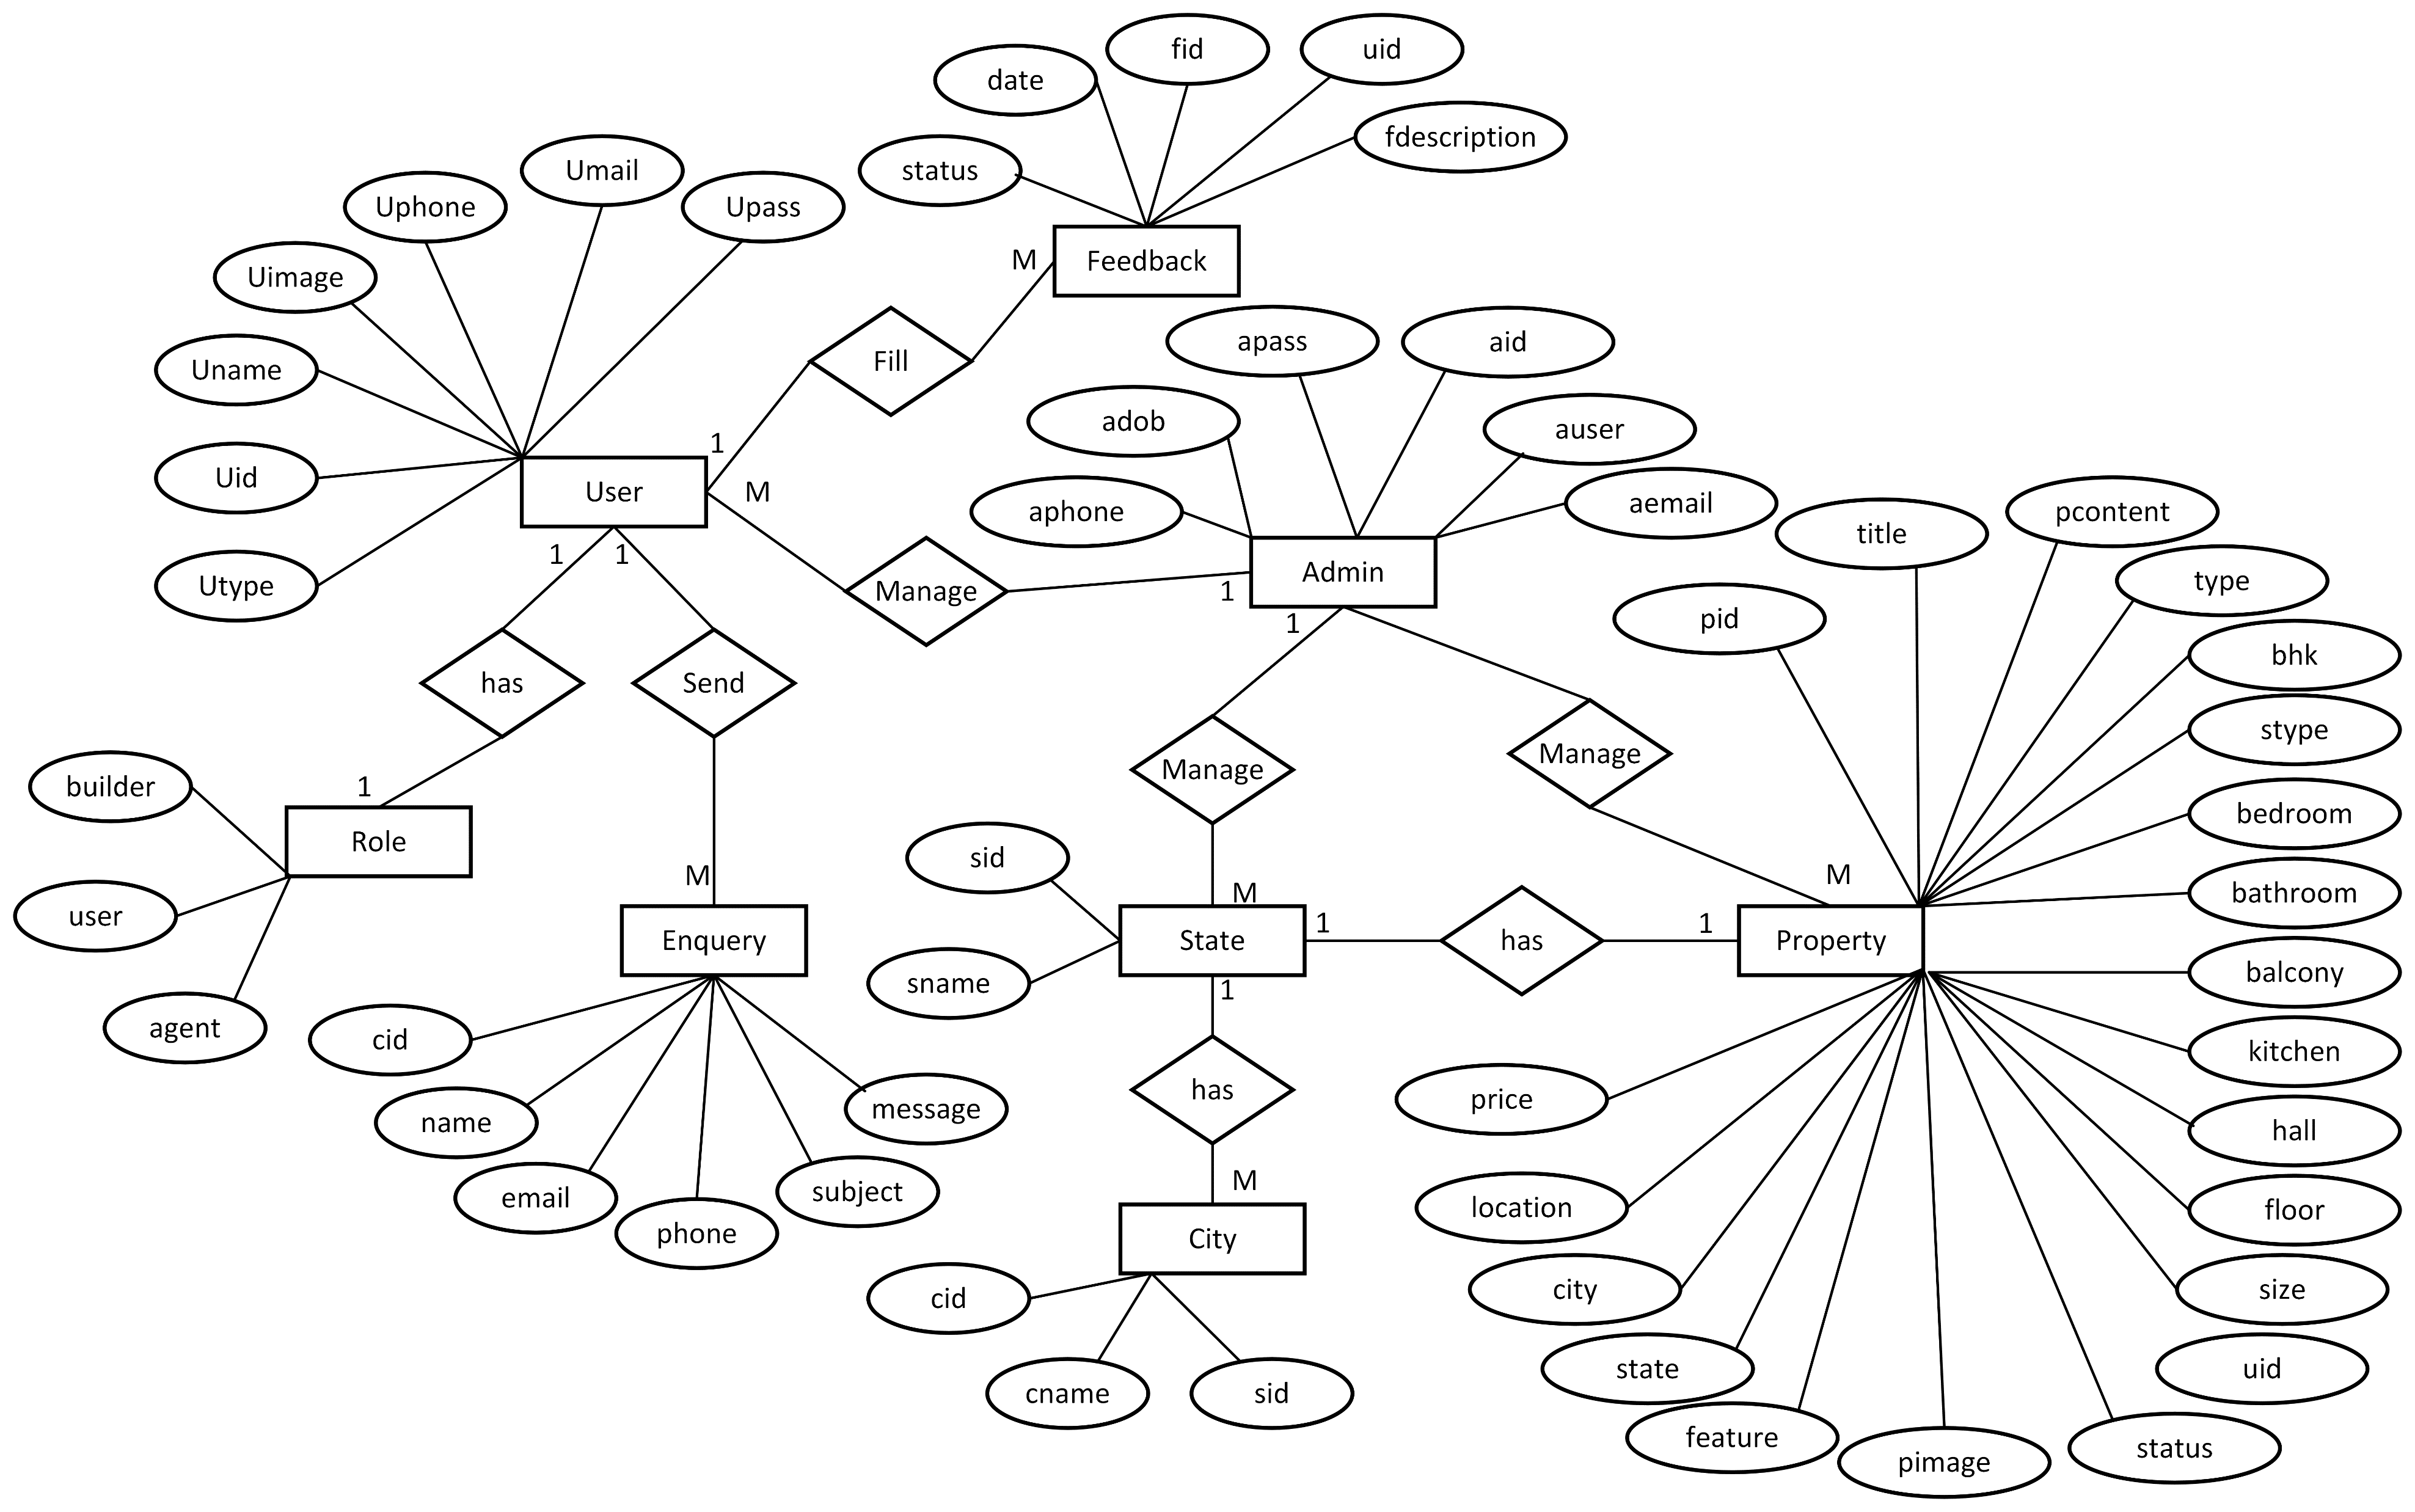 fid
uid
date
fdescription
status
Umail
Uphone
Upass
Feedback
M
Uimage
apass
aid
Fill
Uname
adob
auser
1
Uid
User
M
aphone
aemail
title
pcontent
1
1
Manage
1
Admin
type
Utype
1
pid
bhk
has
Send
Manage
Manage
stype
builder
1
bedroom
Role
sid
M
M
M
bathroom
user
Enquery
State
1
has
1
Property
sname
1
balcony
agent
cid
kitchen
name
message
has
price
hall
email
subject
phone
M
location
floor
City
cid
city
size
cname
sid
state
uid
feature
pimage
status